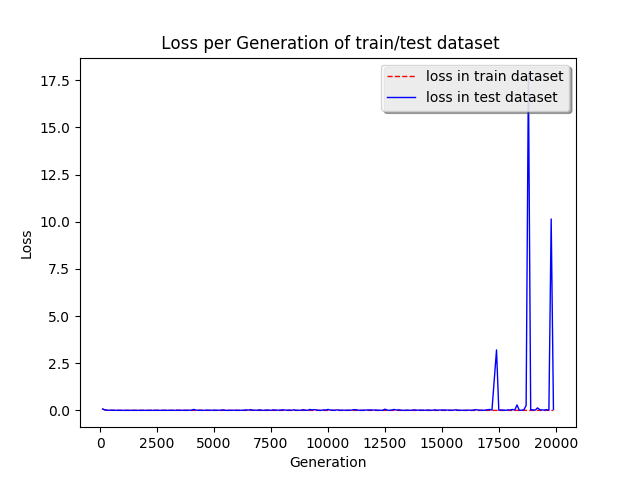 Loss per Generation of train/test dataset
loss in train dataset
loss in test dataset
17.5
15.0
12.5
10.0
7.5
5.0
2.5
0.0
Loss
0 2500 5000 7500 10000 12500 15000 17500 20000
Generation